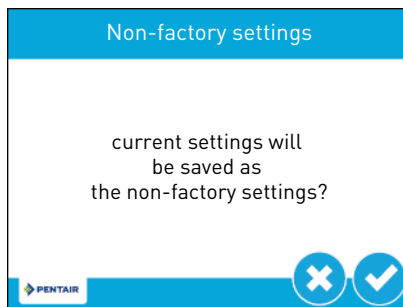 Non-factory settings
current settings will
be saved as
the non-factory settings?
PENTAIR